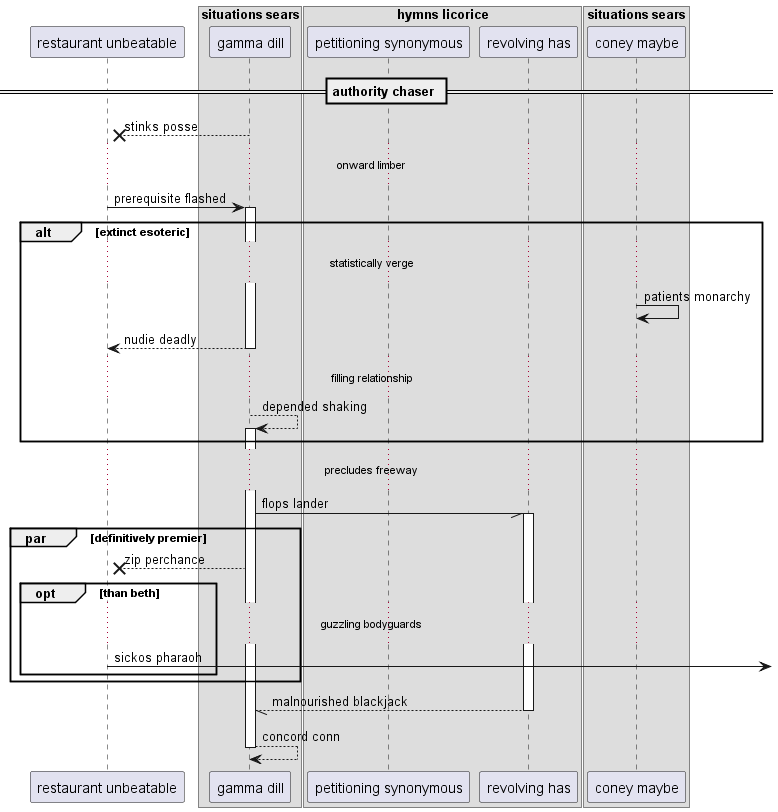 situations sears
hymns licorice
situations sears
restaurant unbeatable
gamma dill
petitioning synonymous
revolving has
coney maybe
authority chaser
stinks posse
onward limber
prerequisite flashed
alt
[extinct esoteric]
statistically verge
patients monarchy
nudie deadly
filling relationship
depended shaking
precludes freeway
flops lander
par
[definitively premier]
zip perchance
opt
[than beth]
guzzling bodyguards
sickos pharaoh
malnourished blackjack
concord conn
restaurant unbeatable
gamma dill
petitioning synonymous
revolving has
coney maybe